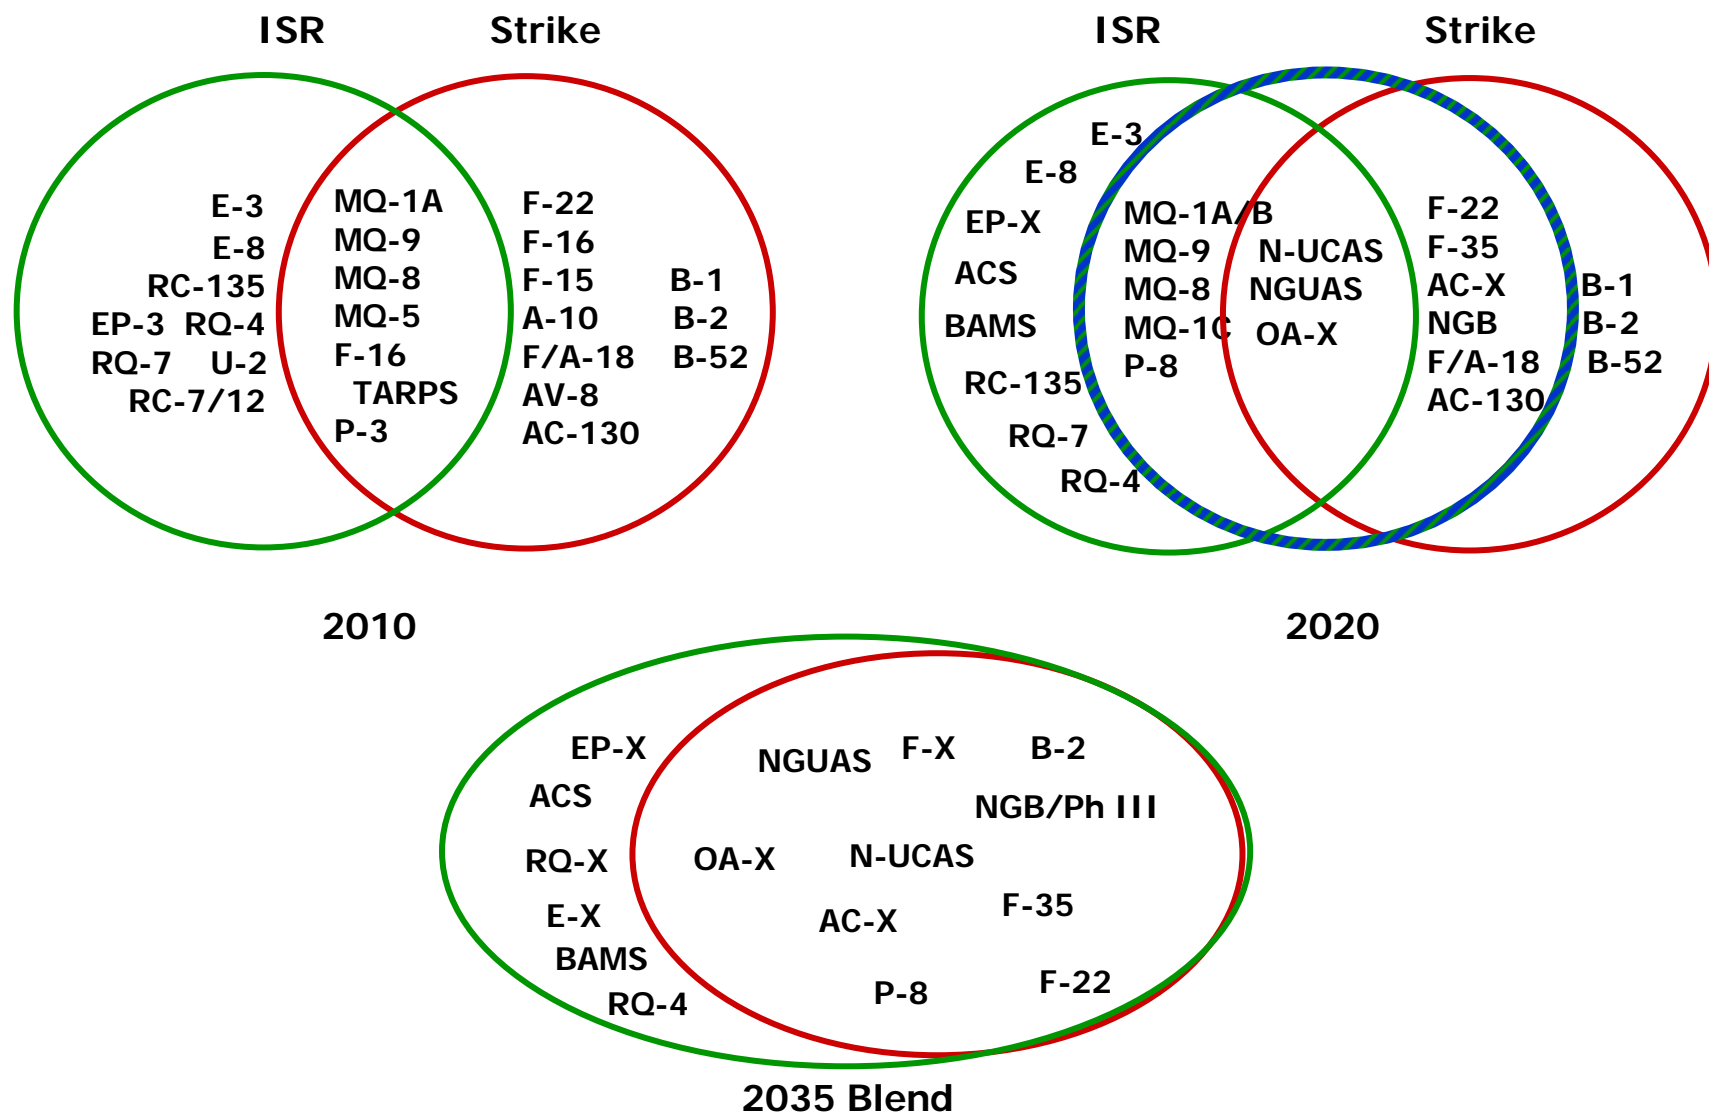 ISR Strike
E-3
E-8
RC-135
EP-3 RQ-4
RQ-7 U-2
RC-7/12
MQ-1A
MQ-9
MQ-8
MQ-5
F-16
TARPS
P-3
F-22
F-16
F-15
A-10
F/A-18
AV-8
AC-130
B-1
B-2
B-52
2010
ISR Strike
E-3
E-8
EP-X
ACS
BAMS
RC-135
RQ-7
RQ-4
MQ-1A/B
MQ-9
MQ-8
MQ-1C
P-8
N-UCAS
NGUAS
OA-X
F-22
F-35
AC-X
NGB
F/A-18
AC-130
B-1
B-2
B-52
2020
EP-X
ACS
RQ-X
E-X
BAMS
RQ-4
NGUAS F-X B-2
NGB/Ph III
OA-X N-UCAS
F-35
AC-X
F-22
P-8
2035 Blend